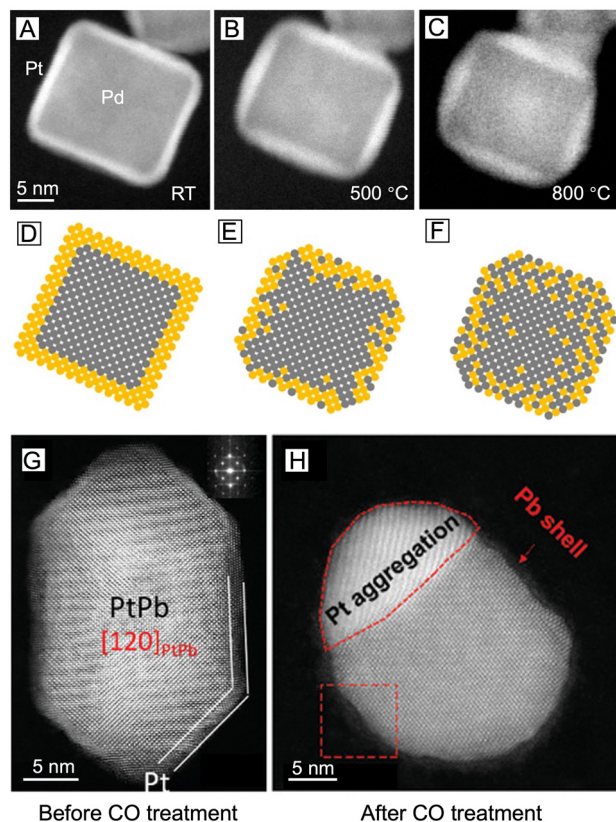 A
Pt
Pd
5 nm
RT
B
500 °C
C
800 °C
D
E
F
G
PtPb
[120]PtPb
Pt
5 nm
H
Pt aggregation
Pb shell
5 nm
Before CO treatment
After CO treatment